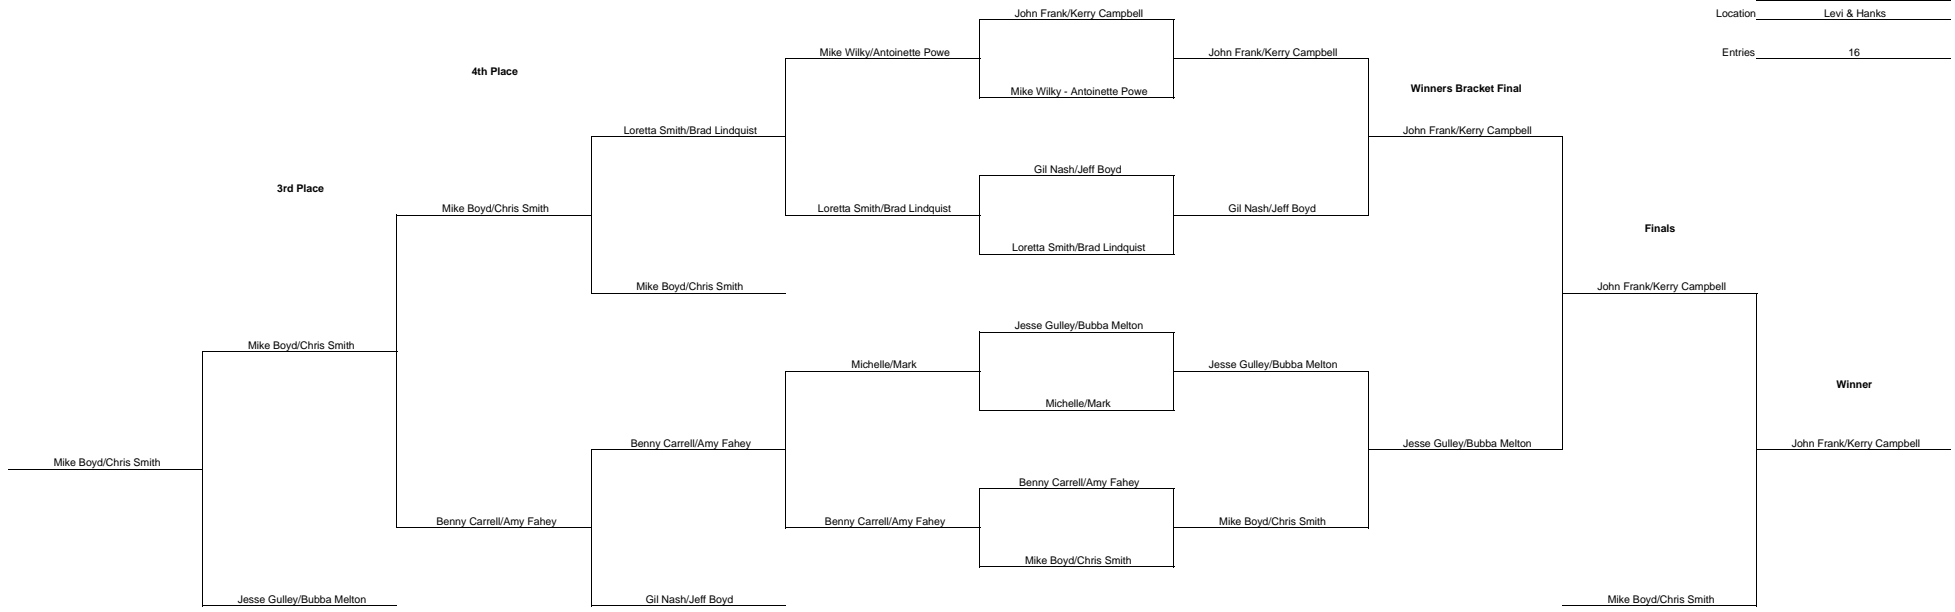 John Frank/Kerry Campbell
Location Levi & Hanks
Mike Wilky/Antoinette Powe John Frank/Kerry Campbell Entries 16
4th Place
Mike Wilky - Antoinette Powe Winners Bracket Final
Loretta Smith/Brad Lindquist John Frank/Kerry Campbell
Gil Nash/Jeff Boyd
3rd Place
Mike Boyd/Chris Smith Loretta Smith/Brad Lindquist Gil Nash/Jeff Boyd
Finals
Loretta Smith/Brad Lindquist
Mike Boyd/Chris Smith John Frank/Kerry Campbell
Jesse Gulley/Bubba Melton
Mike Boyd/Chris Smith
Michelle/Mark Jesse Gulley/Bubba Melton
Winner
Michelle/Mark
Benny Carrell/Amy Fahey Jesse Gulley/Bubba Melton John Frank/Kerry Campbell
Mike Boyd/Chris Smith
Benny Carrell/Amy Fahey
Benny Carrell/Amy Fahey Benny Carrell/Amy Fahey Mike Boyd/Chris Smith
Mike Boyd/Chris Smith
Jesse Gulley/Bubba Melton Gil Nash/Jeff Boyd Mike Boyd/Chris Smith